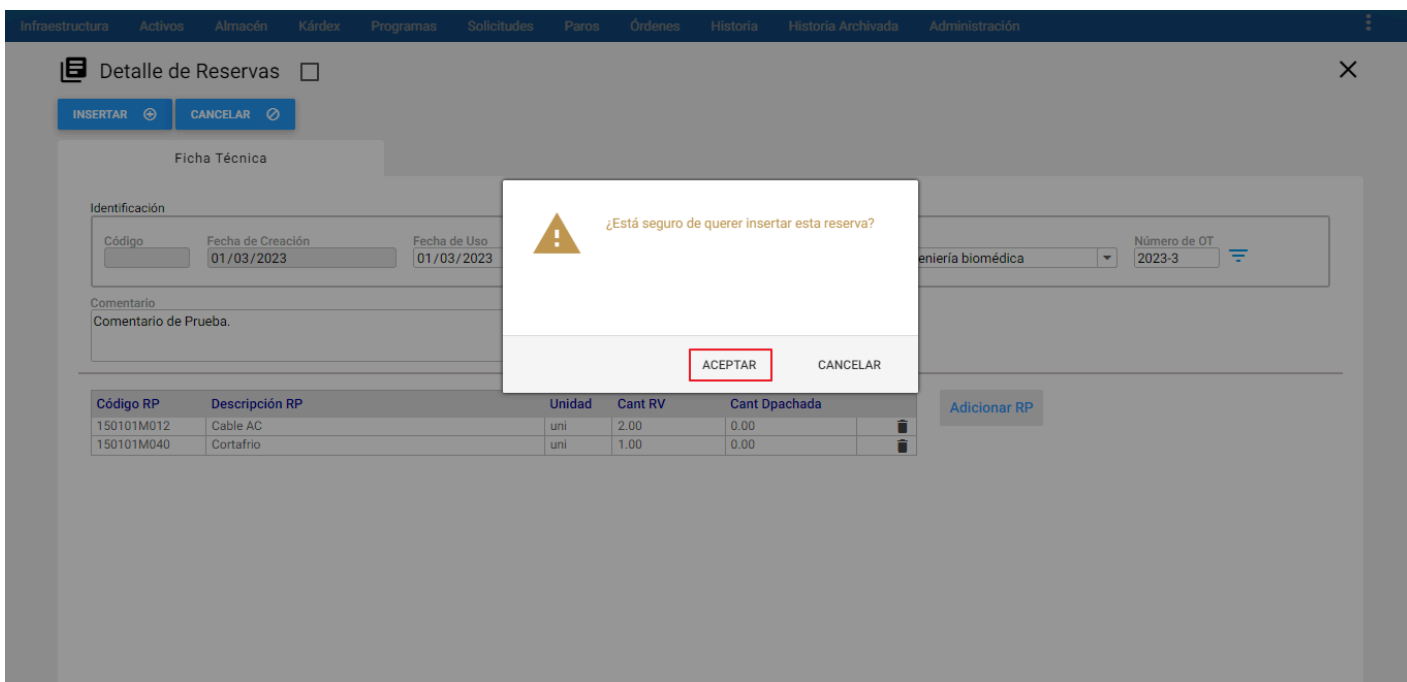 Infraestructura Activos Almacén Kárdex Programas Solicitudes Paros Órdenes Historia Historia Archivada Administración
Detalle de Reservas
INSERTAR CANCELAR
Ficha Técnica
¿Está seguro de querer insertar esta reserva?
ACEPTAR CANCELAR
Identificación
Código Fecha de Creación Fecha de Uso Número de OT
01/03/2023 01/03/2023 eniería biomédica 2023-3
Comentario
Comentario de Prueba.
Código RP Descripción RP Unidad Cant RV Cant Dpachada Adicionar RP
150101M012 Cable AC uni 2.00 0.00
150101M040 Cortafrio uni 1.00 0.00